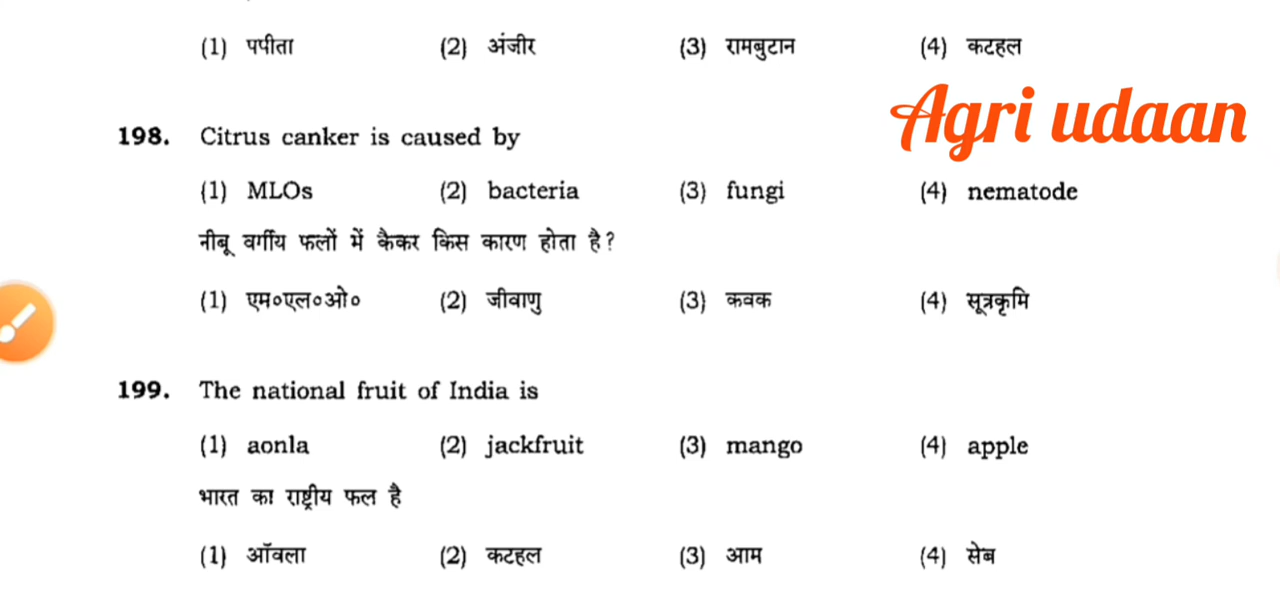 (1) पपीता (2) अंजीर (3) रामबुटान (4) कटहल
Agri udaan
198. Citrus canker is caused by
(1) MLOs (2) bacteria (3) fungi (4) nematode
नीबू वर्गीय फलों में कैकर किस कारण होता है?
(1) एम०एल०ओ० (2) जीवाणु (3) कवक (4) सूत्रकृमि
199. The national fruit of India is
(1) aonla (2) jackfruit (3) mango (4) apple
भारत का राष्ट्रीय फल है
(1) ऑवला (2) कटहल (3) आम (4) सेब